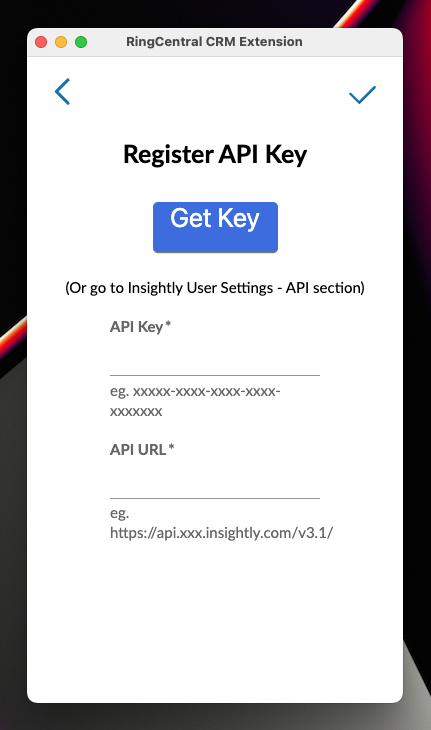 RingCentral CRM Extension
Register API Key
Get Key
(Or go to Insightly User Settings - API section)
API Key *
eg. xxxxx-xxxx-xxxx-xxxx-
xxxxxxx
API URL *
eg.
https://api.xxx.insightly.com/v3.1/